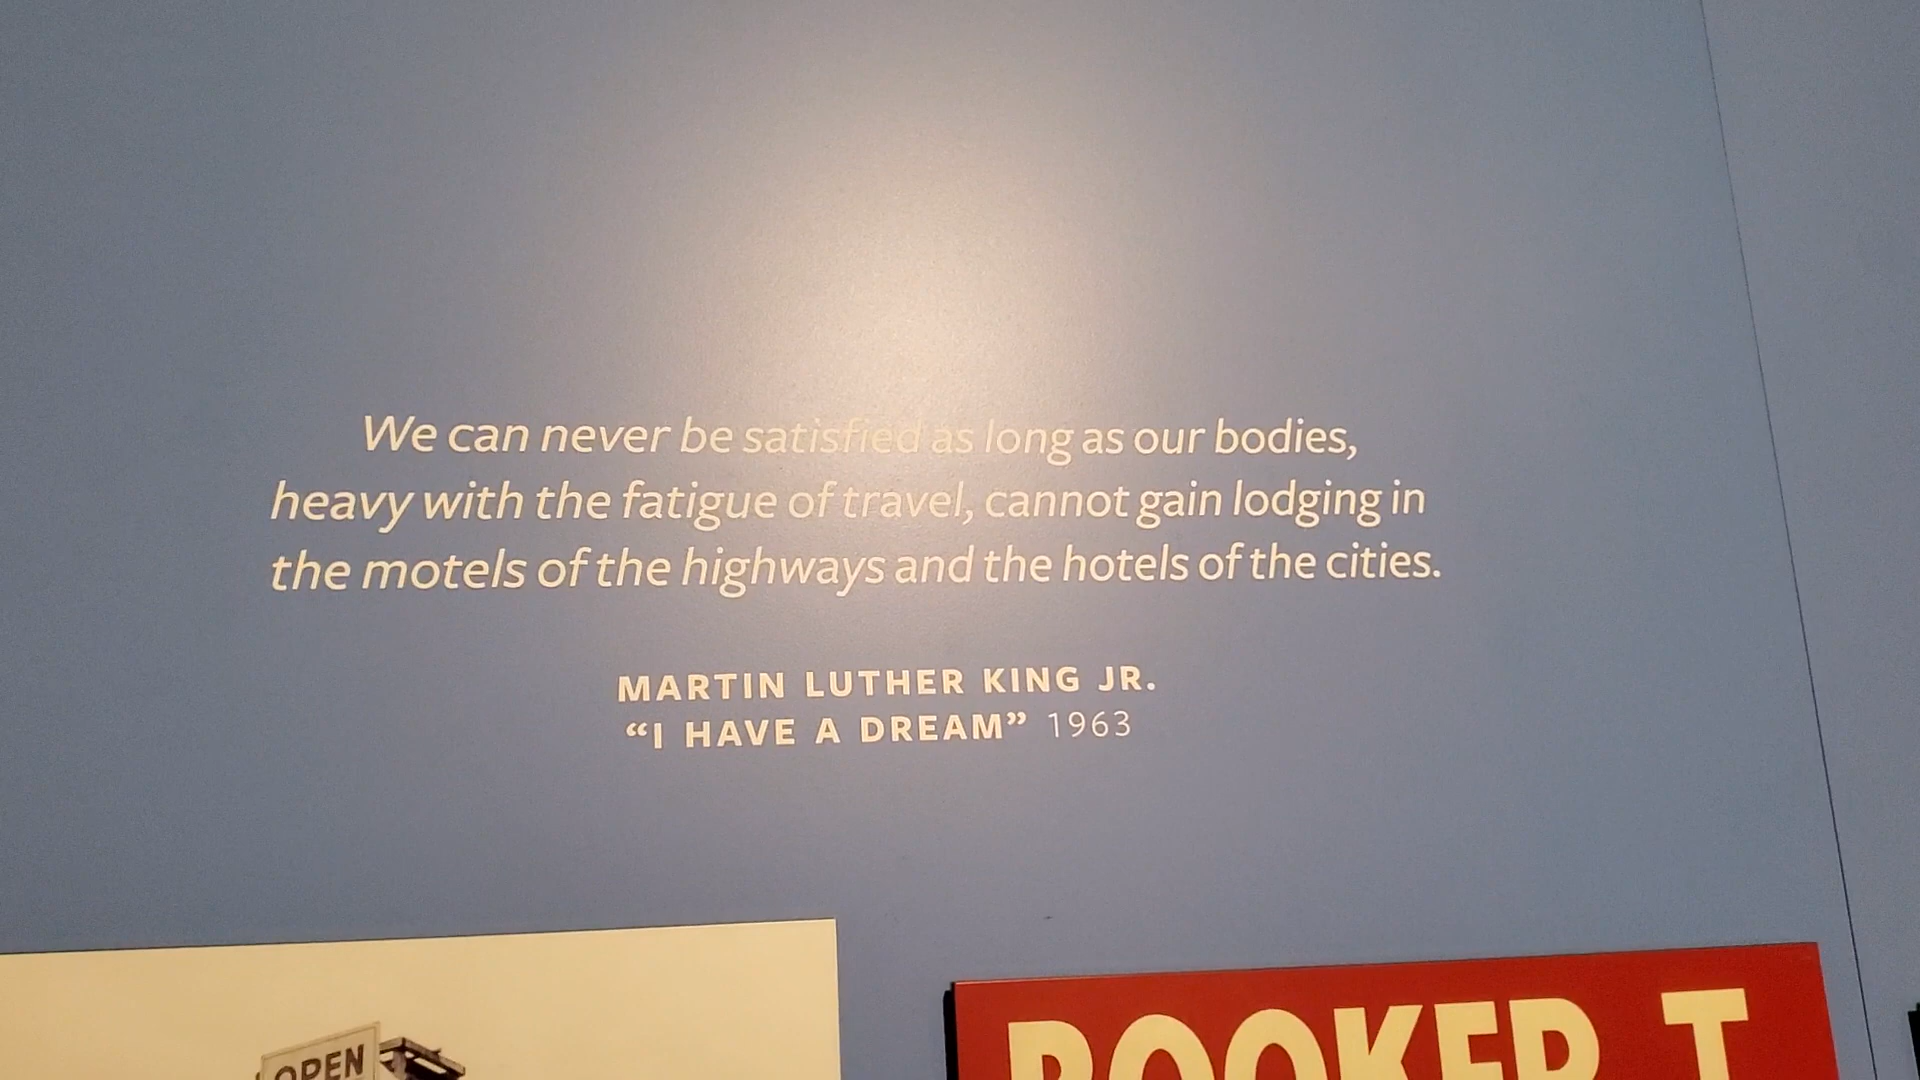 We can never be satisfied as long as our bodies,
heavy with the fatigue of travel, cannot gain lodging in
the motels of the highways and the hotels of the cities.
MARTIN LUTHER KING JR.
“I HAVE A DREAM” 1963
OPEN
BOOKER T